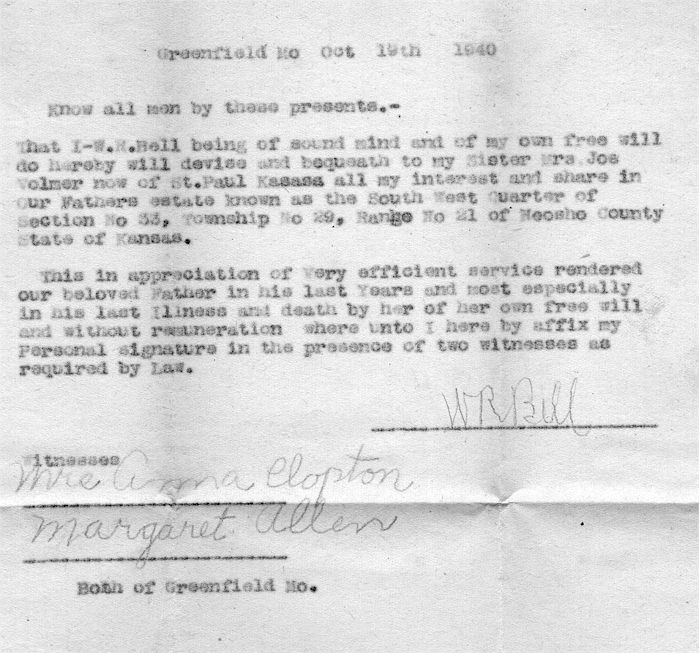 Greenfield Mo Oct 19th 1940
Know all men by these presents.-
That I-W.R.Bell being of sound mind and of my own free will
do hereby will devise and bequeath to my Sister Mrs Joe
Volmer now of St.Paul Kasasa all my interest and share in
our Fathers estate known as the South West Quarter of
Section No 33, Township No 29, Range No 21 of Neosho County
State of Kansas.
This in appreciation of Very efficient service rendered
our beloved Father in his last Years and most especially
in his last Illness and death by her of her own free will
and without remuneration where unto I here by affix my
Personal signature in the presence of two witnesses as
required by Law.
W R Bell
Witnesses
Mrs Anna Clopton
Margaret Allen
Both of Greenfield Mo.